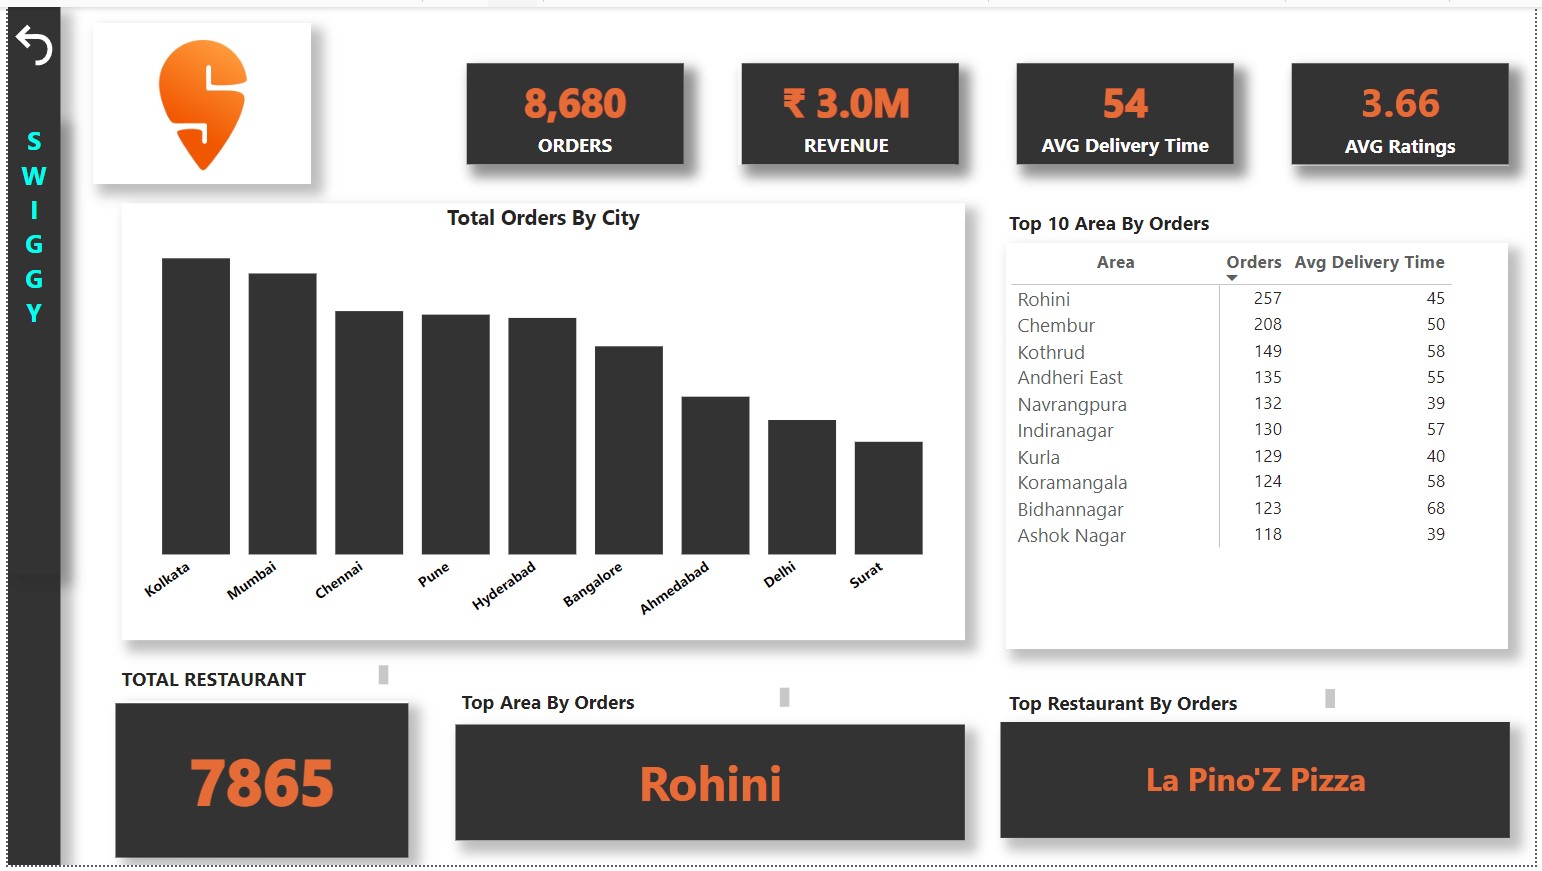 S
W
I
G
G
Y
8,680
ORDERS
₹ 3.0M
REVENUE
54
AVG Delivery Time
3.66
AVG Ratings
Total Orders By City
Kolkata
Mumbai
Chennai
Pune
Hyderabad
Bangalore
Ahmedabad
Delhi
Surat
Top 10 Area By Orders
Area Orders Avg Delivery Time
Rohini 257 45
Chembur 208 50
Kothrud 149 58
Andheri East 135 55
Navrangpura 132 39
Indiranagar 130 57
Kurla 129 40
Koramangala 124 58
Bidhannagar 123 68
Ashok Nagar 118 39
TOTAL RESTAURANT
7865
Top Area By Orders
Rohini
Top Restaurant By Orders
La Pino'Z Pizza